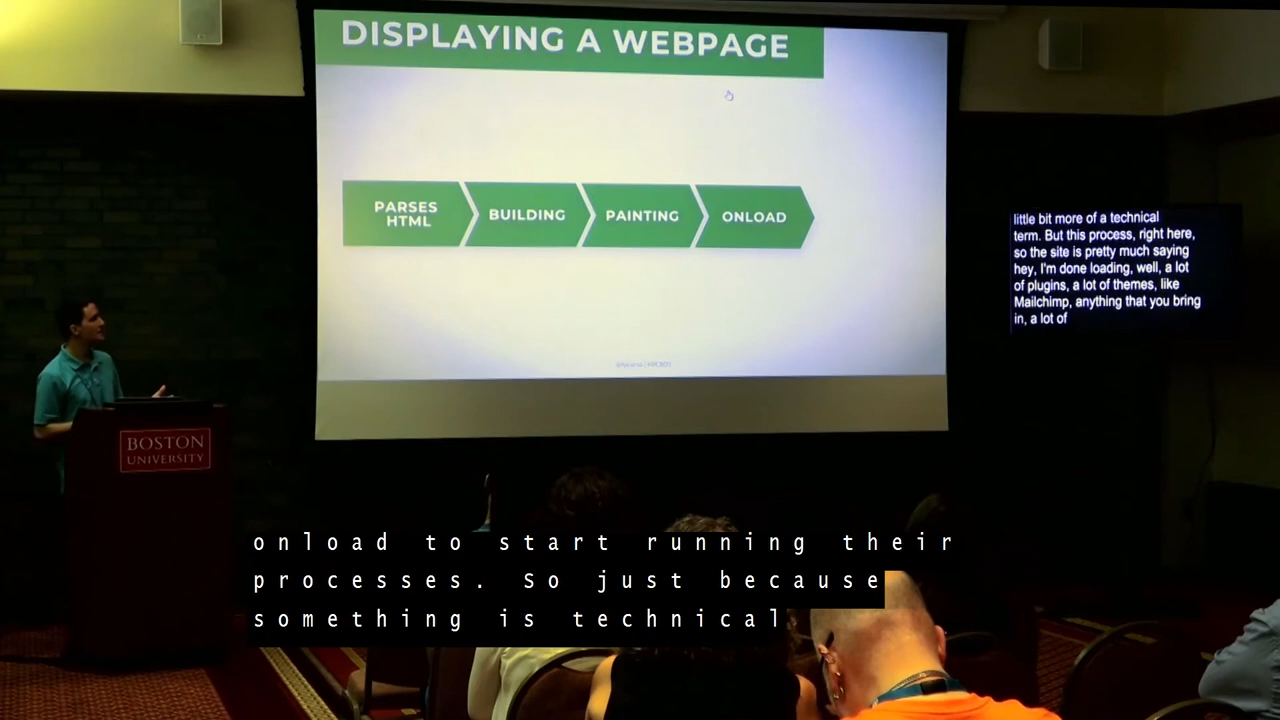 DISPLAYING A WEBPAGE
PARSES
HTML
BUILDING
PAINTING
ONLOAD
little bit more of a technical
term. But this process, right here,
so the site is pretty much saying
hey, I'm done loading, well, a lot
of plugins, a lot of themes, like
Mailchimp, anything that you bring
in, a lot of
BOSTON
UNIVERSITY
onload to start running their
processes. So just because
something is technical